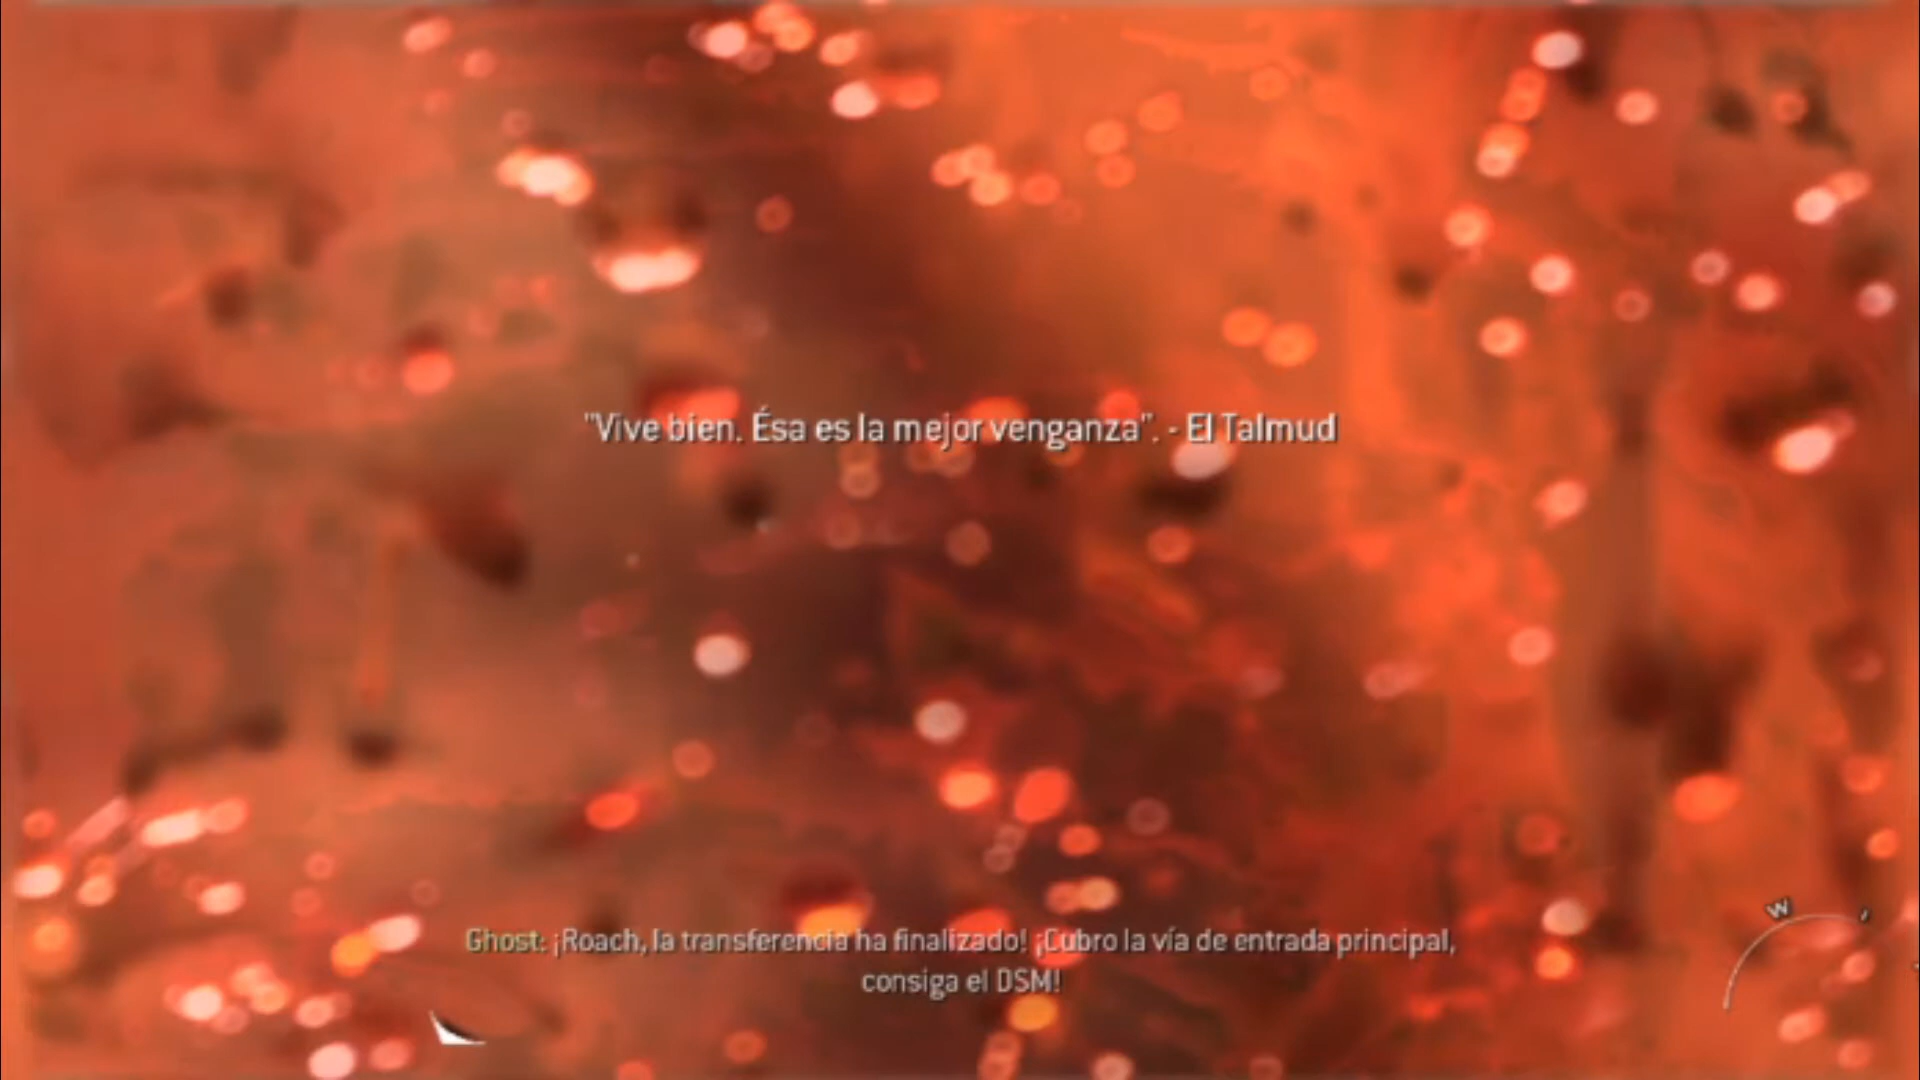 "Vive bien. Ésa es la mejor venganza". - El Talmud
Ghost: ¡Roach, la transferencia ha finalizado! ¡Cubro la vía de entrada principal,
consiga el DSM!
W